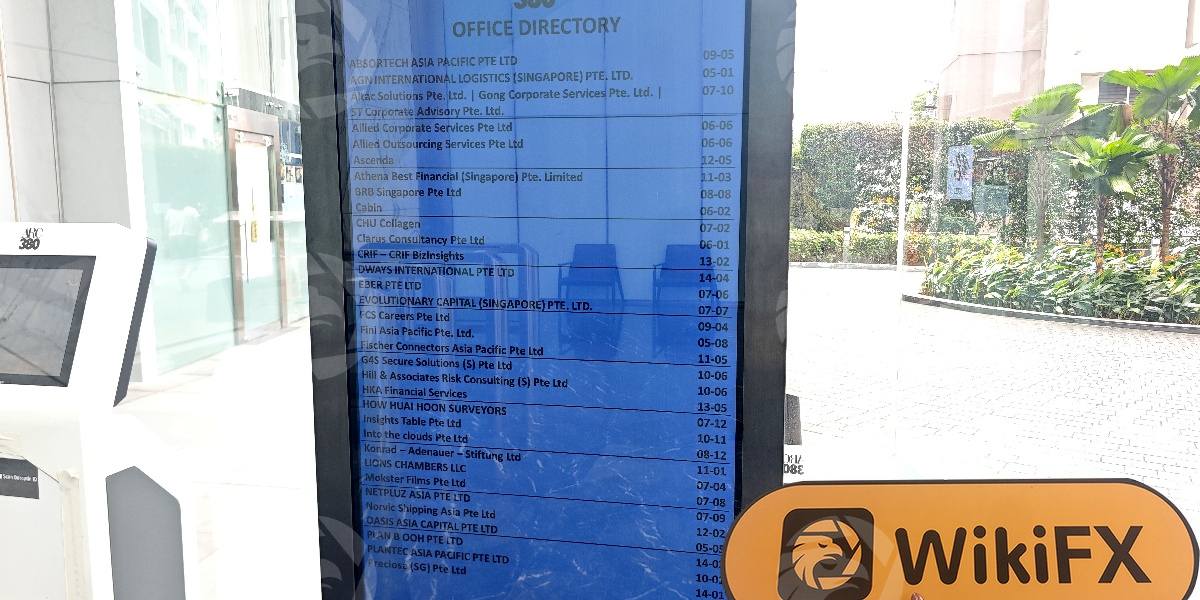 380
OFFICE DIRECTORY
ABSORTECH ASIA PACIFIC PTE LTD 09-05
AGN INTERNATIONAL LOGISTICS (SINGAPORE) PTE. LTD. 05-01
Altac Solutions Pte. Ltd. | Gong Corporate Services Pte. Ltd. | 07-10
ST Corporate Advisory Pte. Ltd.
Allied Corporate Services Pte Ltd 06-06
Allied Outsourcing Services Pte Ltd 06-06
Ascenda 12-05
Athena Best Financial (Singapore) Pte. Limited 11-03
BRB Singapore Pte Ltd 08-08
Cabin 06-02
CHU Collagen 07-02
Clarus Consultancy Pte Ltd 06-01
CRIF – CRIF BizInsights 13-02
DWAYS INTERNATIONAL PTE LTD 14-04
EBER PTE LTD 07-06
EVOLUTIONARY CAPITAL (SINGAPORE) PTE. LTD. 07-07
FCS Careers Pte Ltd 09-04
Fini Asia Pacific Pte. Ltd. 05-08
Fischer Connectors Asia Pacific Pte Ltd 11-05
G4S Secure Solutions (S) Pte Ltd 10-06
Hill & Associates Risk Consulting (S) Pte Ltd 10-06
HKA Financial Services 13-05
HOW HUAI HOON SURVEYORS 07-12
Insights Table Pte Ltd 10-11
Into the clouds Pte Ltd 08-12
Konrad – Adenauer – Stiftung Ltd 11-01
LIONS CHAMBERS LLC 07-04
Mokster Films Pte Ltd 07-08
NETPLUZ ASIA PTE LTD 07-09
Norvic Shipping Asia Pte Ltd 12-02
OASIS ASIA CAPITAL PTE LTD
PLAN B OOH PTE LTD
PLANTEC ASIA PACIFIC PTE LTD
Preciosa (SG) Pte Ltd 14-01
ARC
380
WikiFX